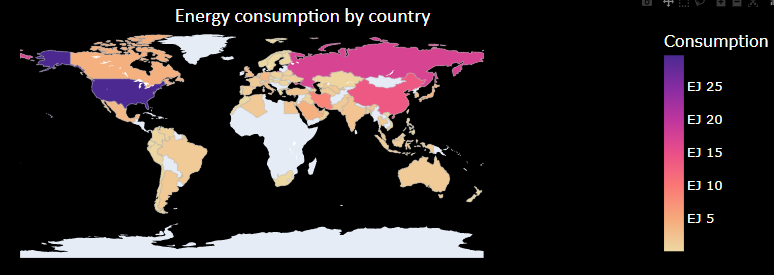 Energy consumption by country
Consumption
EJ 25
EJ 20
EJ 15
EJ 10
EJ 5